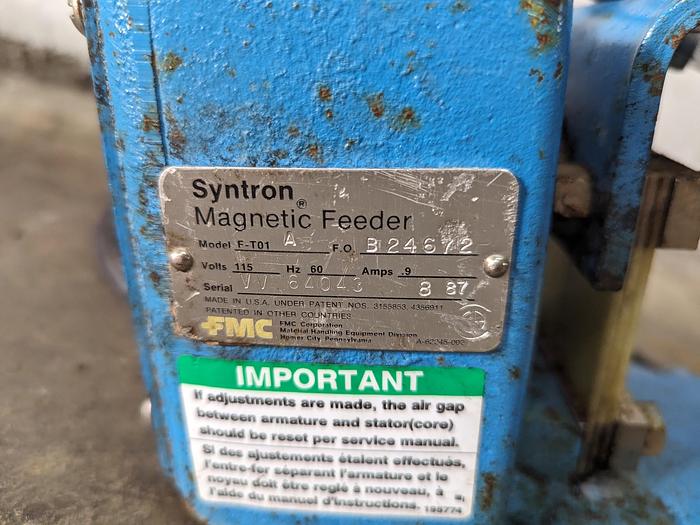 Syntron®
Magnetic Feeder
Model F-T01 A F.O. B24672
Volts 115 Hz 60 Amps .9
Serial VV 64043 8 87
MADE IN U.S.A. UNDER PATENT NOS. 3155853, 4356911
PATENTED IN OTHER COUNTRIES
FMC FMC Corporation
Material Handling Equipment Division
Homer City, Pennsylvania A-62245-002
IMPORTANT
If adjustments are made, the air gap
between armature and stator(core)
should be reset per service manual.
Si des ajustements étaient effectués,
l'entre-fer séparant l'armature et le
noyau doit être reglé à nouveau, à
l'aide du manuel d'instructions. 198774